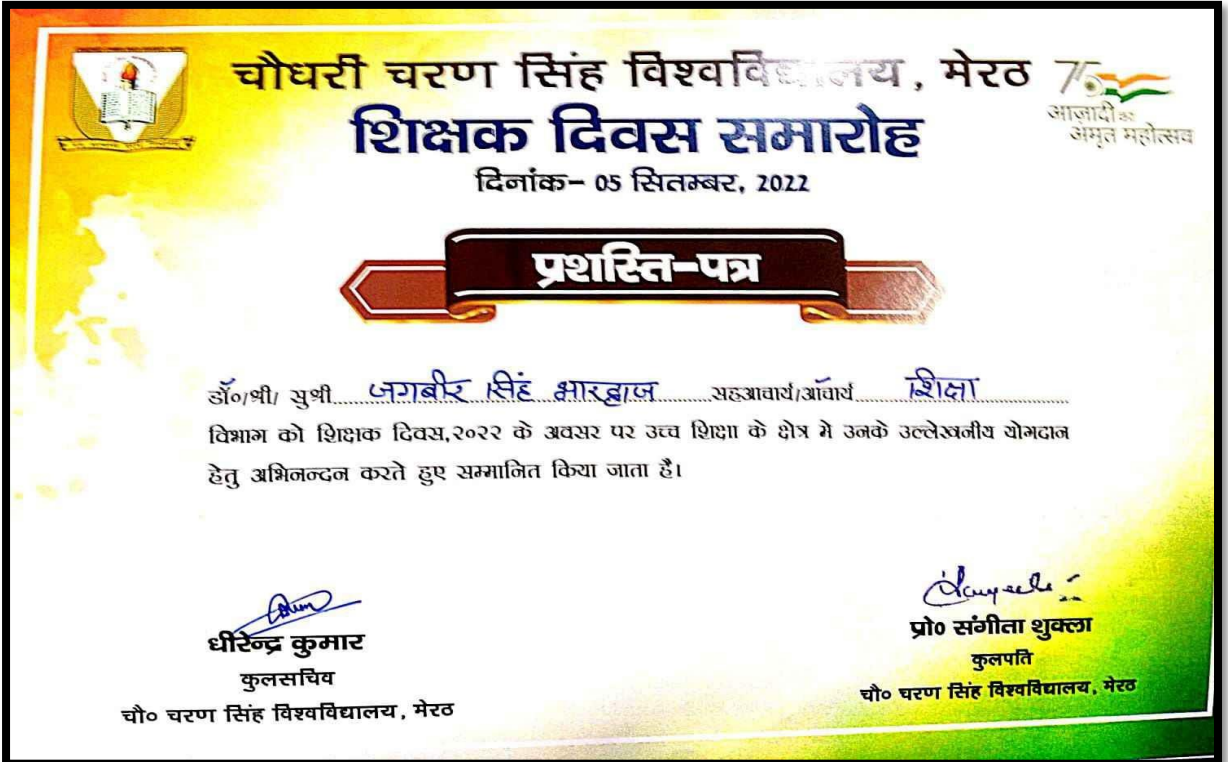 चौधरी चरण सिंह विश्वविद्यालय, मेरठ
75
आज़ादी का
अमृत महोत्सव
शिक्षक दिवस समारोह
दिनांक- 05 सितम्बर, 2022
प्रशस्ति-पत्र
डॉ०/श्री/ सुश्री जगबीर सिंह भारद्वाज सहआचार्य/आचार्य शिक्षा
विभाग को शिक्षक दिवस,२०२२ के अवसर पर उच्च शिक्षा के क्षेत्र मे उनके उल्लेखनीय योगदान
हेतु अभिनन्दन करते हुए सम्मानित किया जाता है।
धीरेन्द्र कुमार
कुलसचिव
चौ० चरण सिंह विश्वविद्यालय, मेरठ
प्रो0 संगीता शुक्ला
कुलपति
चौ० चरण सिंह विश्वविद्यालय, मेरठ